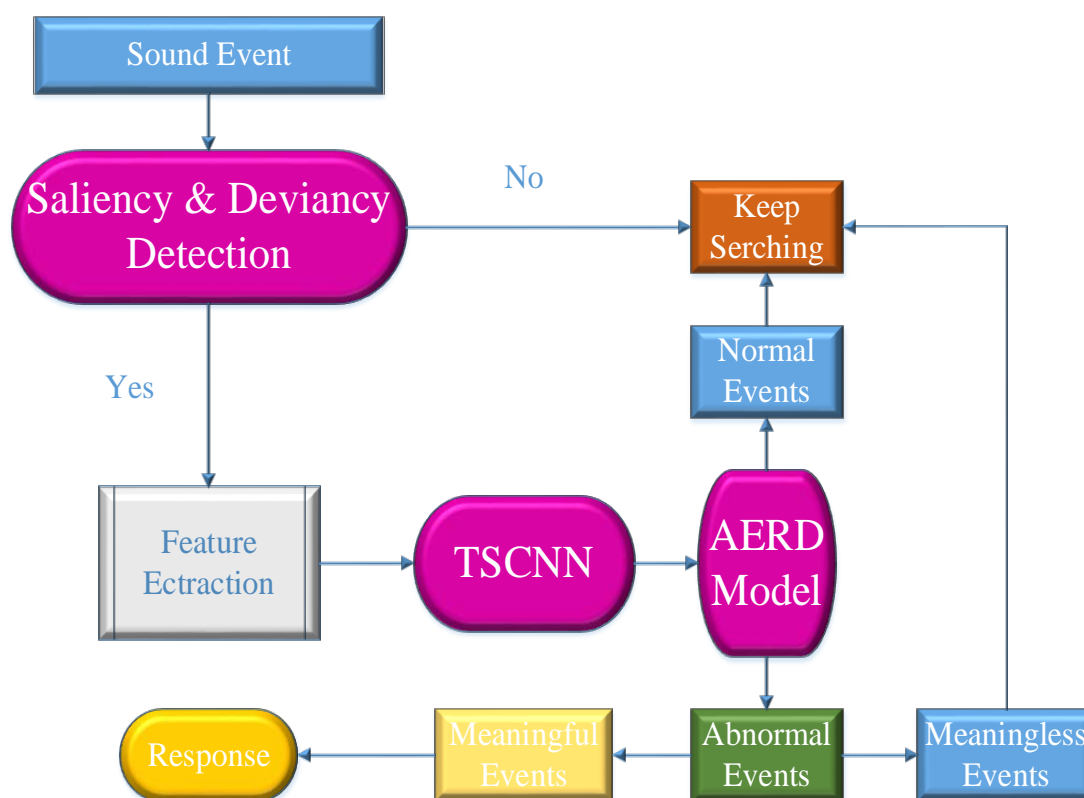 Sound Event
Saliency & Deviancy
Detection
No
Keep
Serching
Normal
Events
Yes
Feature
Ectraction
TSCNN
AERD
Model
Response
Meaningful
Events
Abnormal
Events
Meaningless
Events